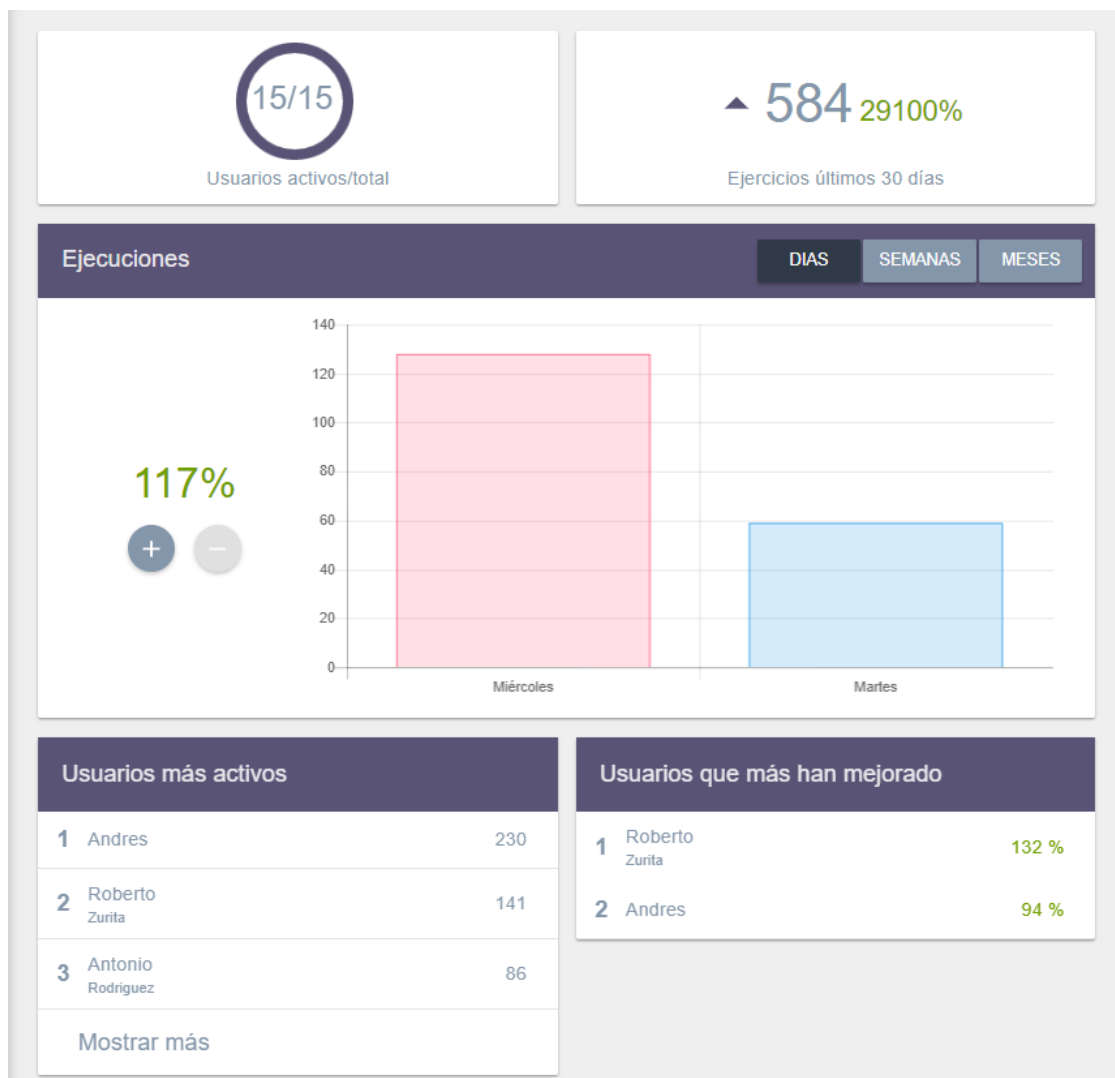 15/15
Usuarios activos/total
584 29100%
Ejercicios últimos 30 días
Ejecuciones
DIAS SEMANAS MESES
140
120
100
80
60
40
20
0
117%
+ −
Miércoles Martes
Usuarios más activos
1 Andres 230
2 Roberto 141
Zurita
3 Antonio 86
Rodriguez
Mostrar más
Usuarios que más han mejorado
1 Roberto 132 %
Zurita
2 Andres 94 %